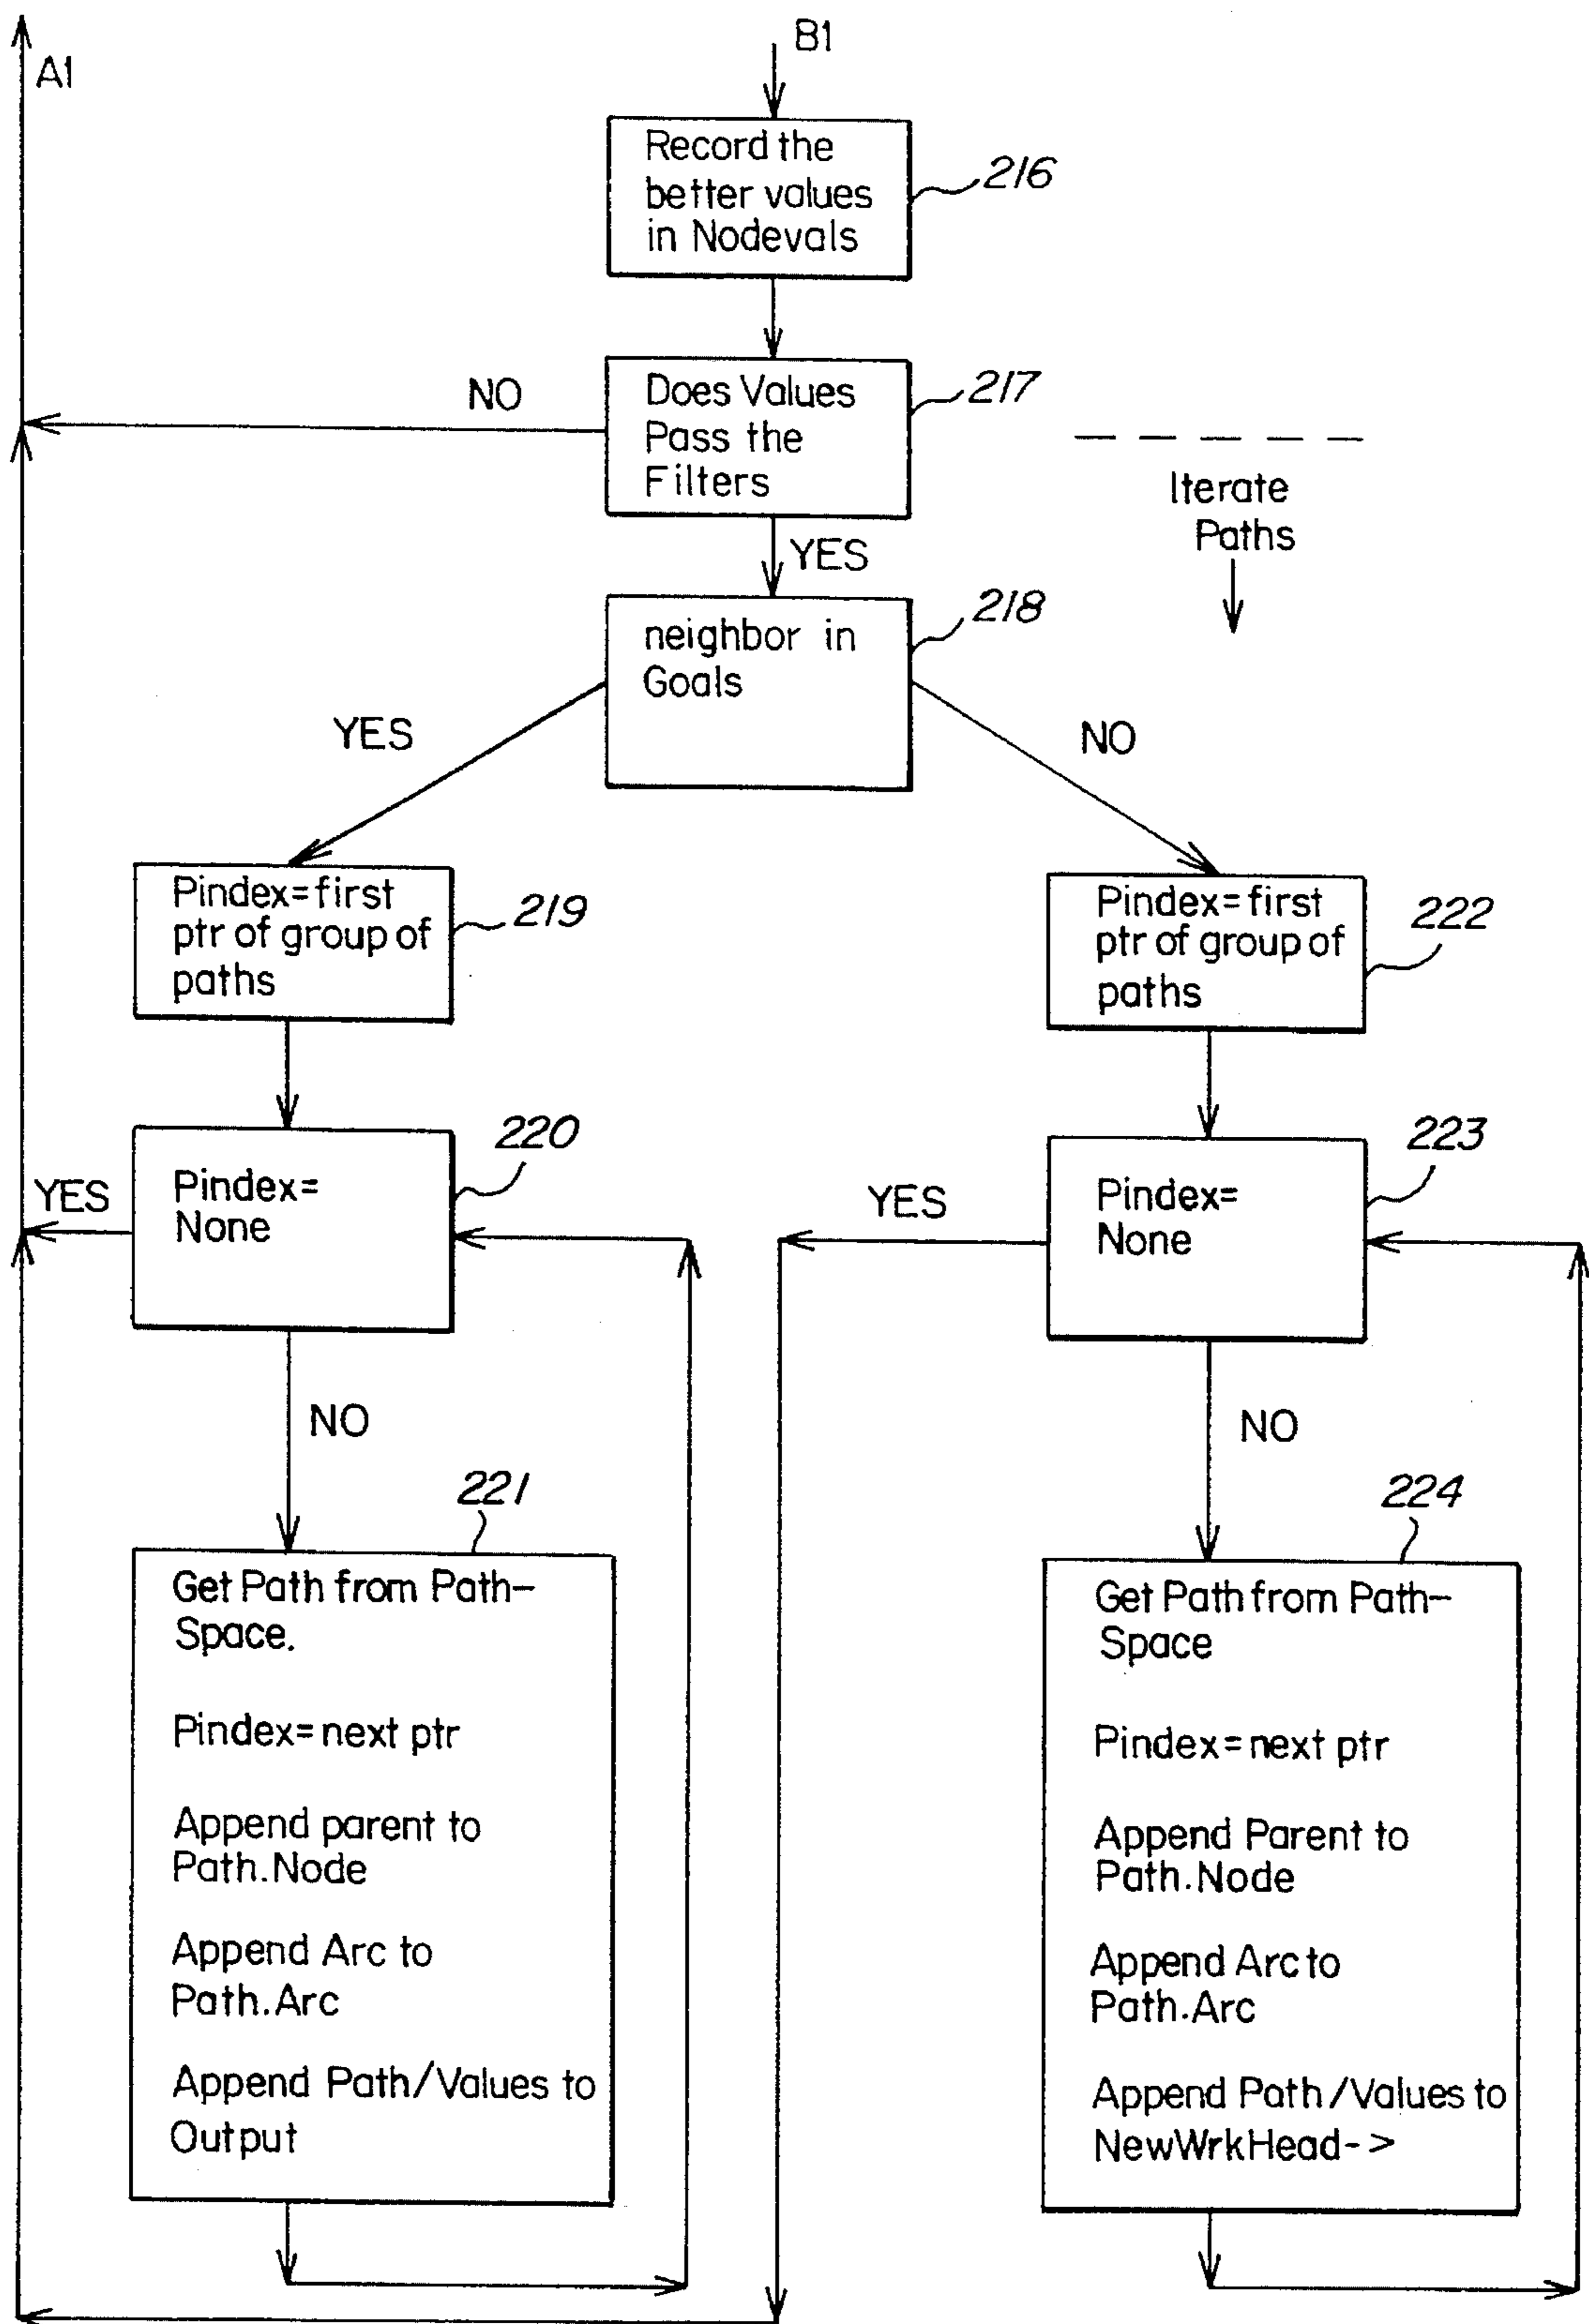 A1
B1
Record the
better values
in Nodevals
216
NO
Does Values
Pass the
Filters
217
Iterate
Paths
YES
neighbor in
Goals
218
YES
NO
Pindex=first
ptr of group of
paths
219
Pindex=first
ptr of group of
paths
222
YES
Pindex=
None
220
YES
Pindex=
None
223
NO
NO
221
Get Path from Path-
Space.
Pindex=next ptr
Append parent to
Path.Node
Append Arc to
Path.Arc
Append Path/Values to
Output
224
Get Path from Path-
Space
Pindex=next ptr
Append Parent to
Path.Node
Append Arc to
Path.Arc
Append Path/Values to
NewWrkHead->